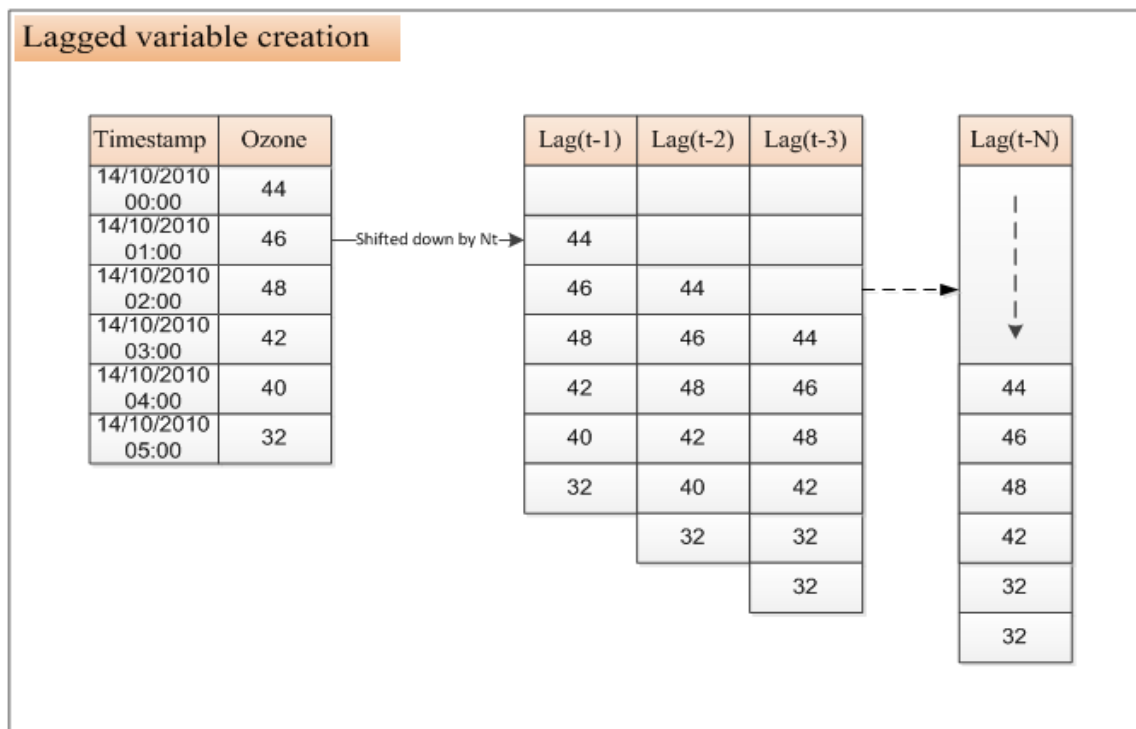 Lagged variable creation
Timestamp Ozone Lag(t-1) Lag(t-2) Lag(t-3) Lag(t-N)
14/10/2010
00:00
44
14/10/2010
01:00
46 Shifted down by Nt 44
14/10/2010
02:00
48 46 44
14/10/2010
03:00
42 48 46 44
14/10/2010
04:00
40 42 48 46 44
14/10/2010
05:00
32 40 42 48 46
32 40 42 48
32 32 42
32 32
32